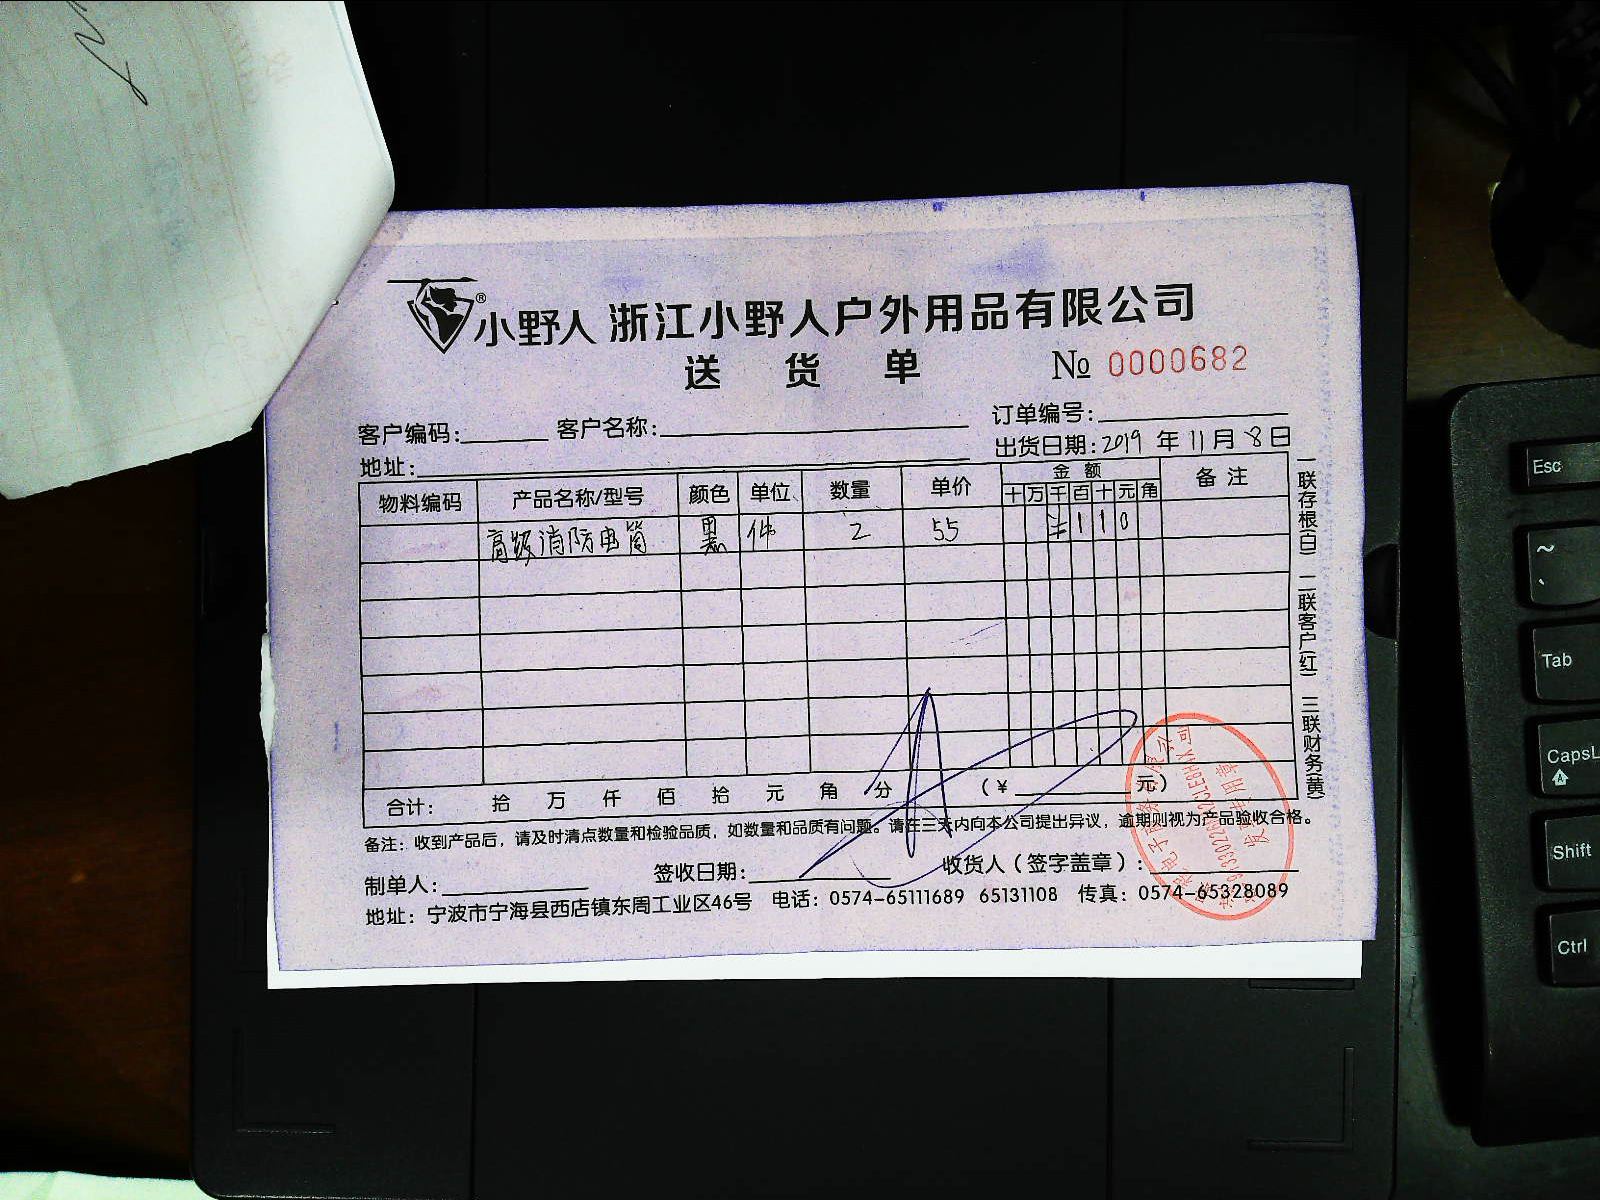 小野人® 浙江小野人户外用品有限公司
送 货 单 № 0000682
客户编码: 客户名称: 订单编号:
地址: 出货日期: 2019 年 11 月 8 日
物料编码 产品名称/型号 颜色 单位 数量 单价 金额 备注
十 万 千 百 十 元 角
高级消防电筒 黑 件 2 55 ¥ 1 1 0
合计: 拾 万 仟 佰 拾 元 角 分 (¥ 元)
备注: 收到产品后, 请及时清点数量和检验品质, 如数量和品质有问题。请在三天内向本公司提出异议, 逾期则视为产品验收合格。
制单人: 签收日期: 收货人(签字盖章):
地址: 宁波市宁海县西店镇东周工业区46号 电话: 0574-65111689 65131108 传真: 0574-65328089
一联存根(白) 二联客户(红) 三联财务(黄)
Esc
~
Tab
Shift
Ctrl